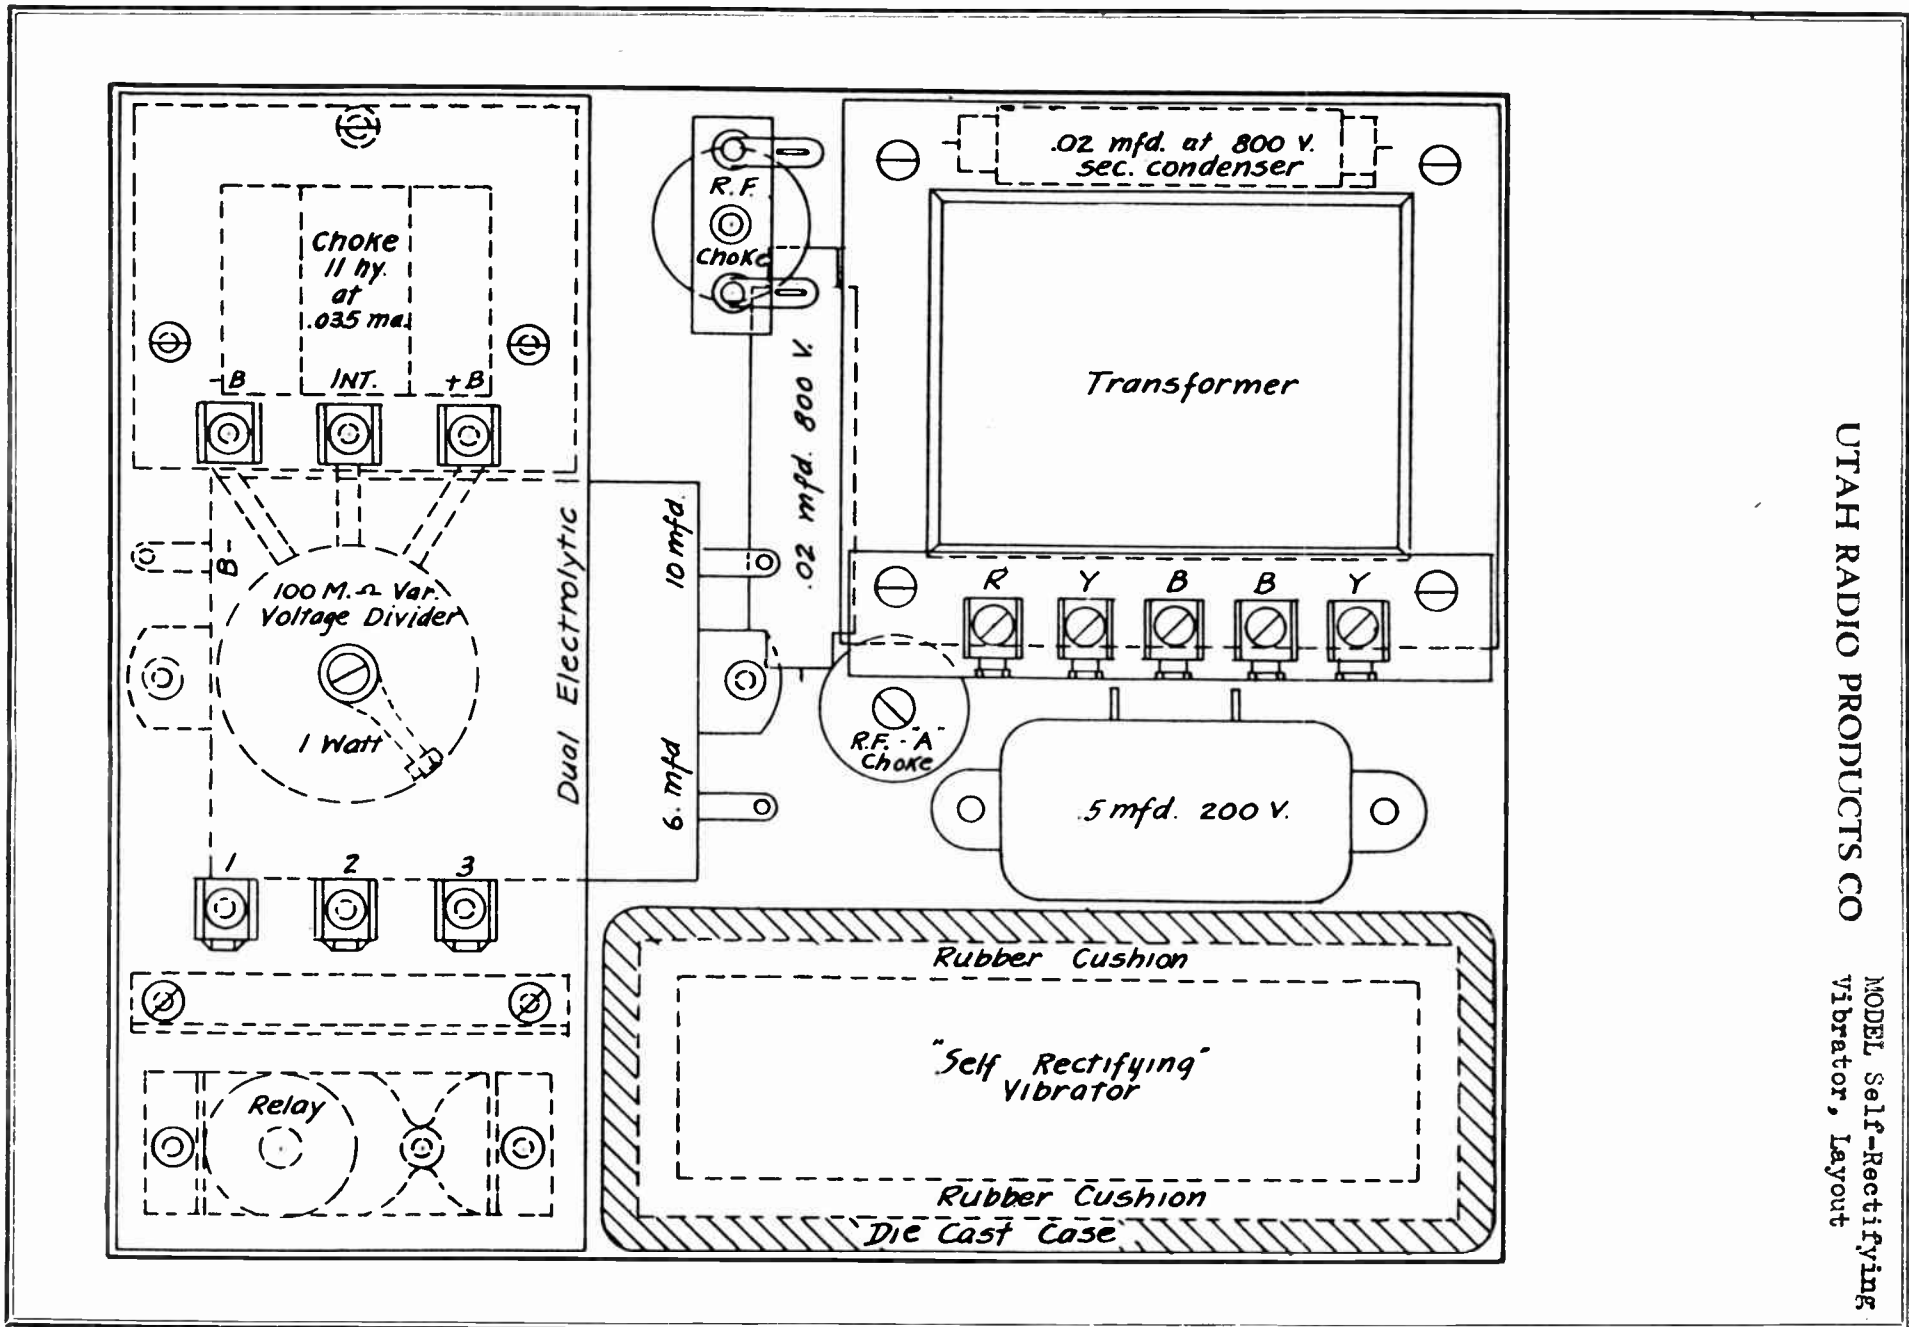 .02 mfd. at 800 V.
sec. condenser
R.F.
Choke
Choke
11 hy.
at
.035 ma.
-B
INT.
+B
Transformer
.02 mfd. 800 V.
10 mfd.
6. mfd
Dual Electrolytic
B-
100 M. Ω Var.
Voltage Divider
1 Watt
R
Y
B
B
Y
R.F. - "A"
Choke
.5 mfd. 200 V.
1
2
3
Rubber Cushion
"Self Rectifying"
Vibrator
Rubber Cushion
Die Cast Case
Relay
UTAH RADIO PRODUCTS CO
MODEL Self-Rectifying
Vibrator, Layout